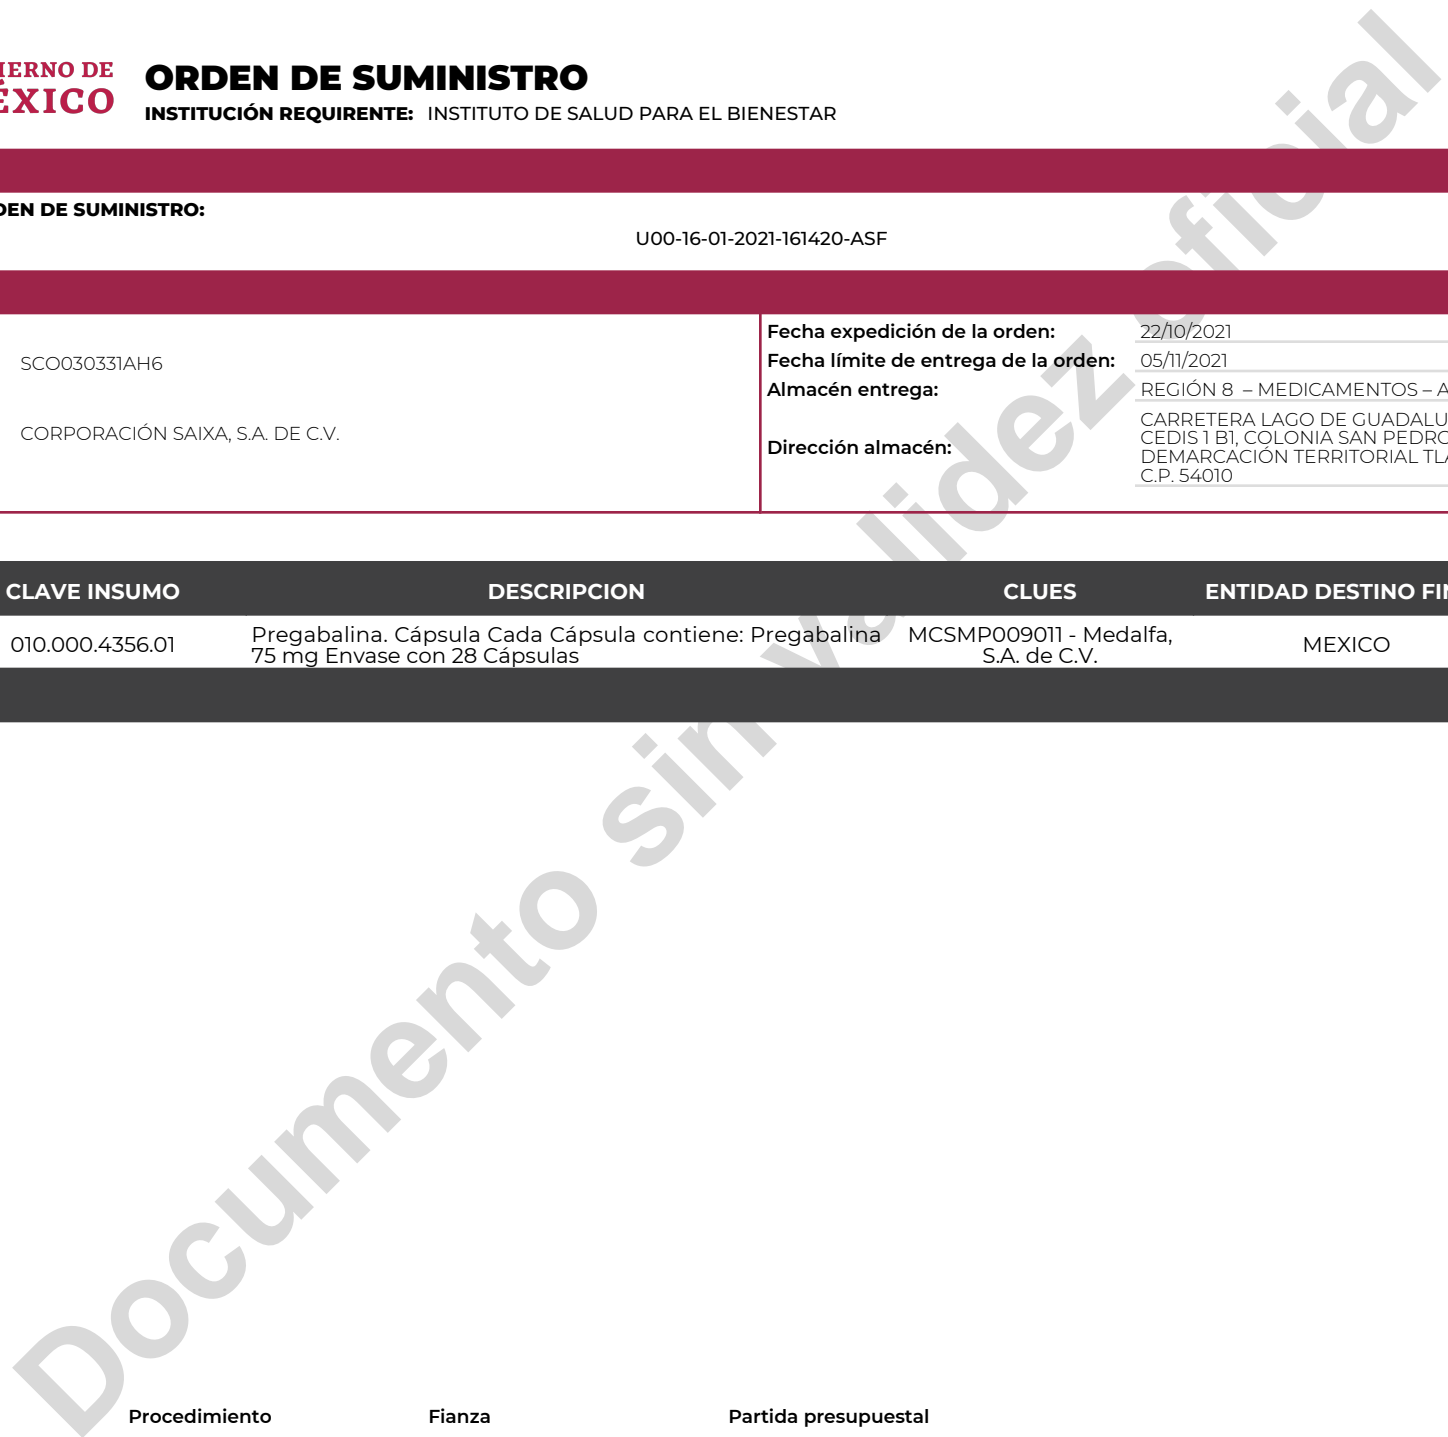 IERNO DE
ÉXICO
ORDEN DE SUMINISTRO
INSTITUCIÓN REQUIRENTE: INSTITUTO DE SALUD PARA EL BIENESTAR
DEN DE SUMINISTRO:
U00-16-01-2021-161420-ASF
SCO030331AH6
CORPORACIÓN SAIXA, S.A. DE C.V.
Fecha expedición de la orden: 22/10/2021
Fecha límite de entrega de la orden: 05/11/2021
Almacén entrega: REGIÓN 8 – MEDICAMENTOS – A
Dirección almacén: CARRETERA LAGO DE GUADALU
CEDIS 1 B1, COLONIA SAN PEDRO
DEMARCACIÓN TERRITORIAL TLA
C.P. 54010
CLAVE INSUMO DESCRIPCION CLUES ENTIDAD DESTINO FIN
010.000.4356.01 Pregabalina. Cápsula Cada Cápsula contiene: Pregabalina MCSMP009011 - Medalfa, MEXICO
75 mg Envase con 28 Cápsulas S.A. de C.V.
Documento sin validez oficial
Procedimiento Fianza Partida presupuestal